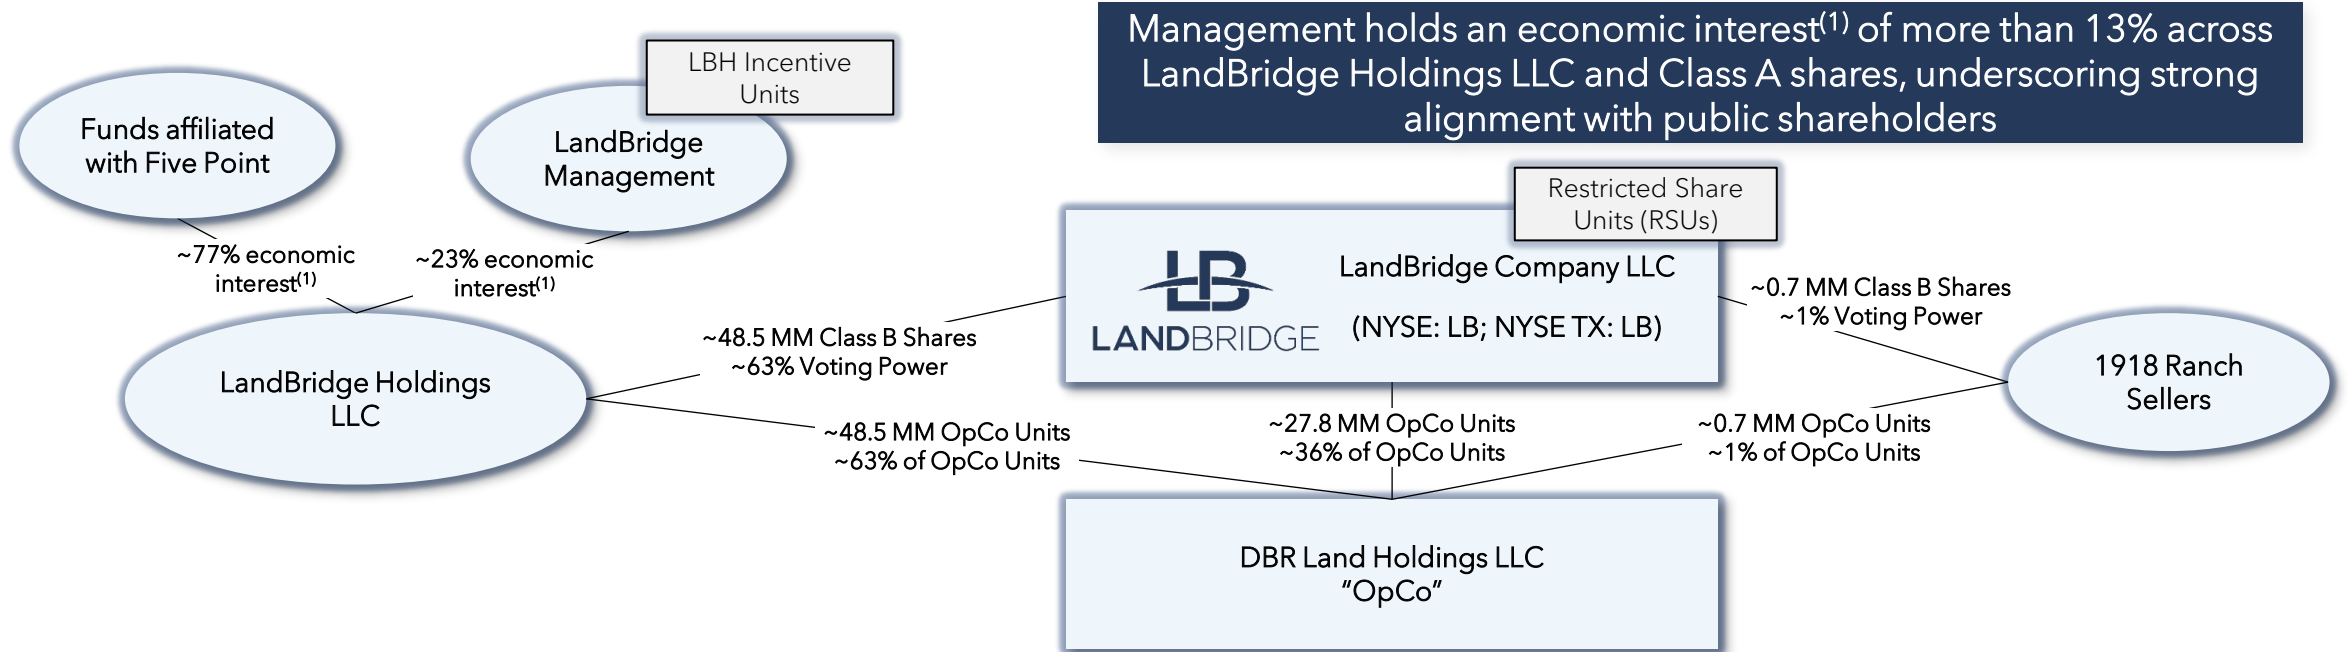 Management holds an economic interest(1) of more than 13% across
LandBridge Holdings LLC and Class A shares, underscoring strong
alignment with public shareholders
LBH Incentive
Units
Funds affiliated
with Five Point
LandBridge
Management
~77% economic
interest(1)
~23% economic
interest(1)
LandBridge Holdings
LLC
Restricted Share
Units (RSUs)
LB
LANDBRIDGE
LandBridge Company LLC
(NYSE: LB; NYSE TX: LB)
~48.5 MM Class B Shares
~63% Voting Power
~0.7 MM Class B Shares
~1% Voting Power
1918 Ranch
Sellers
~48.5 MM OpCo Units
~63% of OpCo Units
~27.8 MM OpCo Units
~36% of OpCo Units
~0.7 MM OpCo Units
~1% of OpCo Units
DBR Land Holdings LLC
“OpCo”